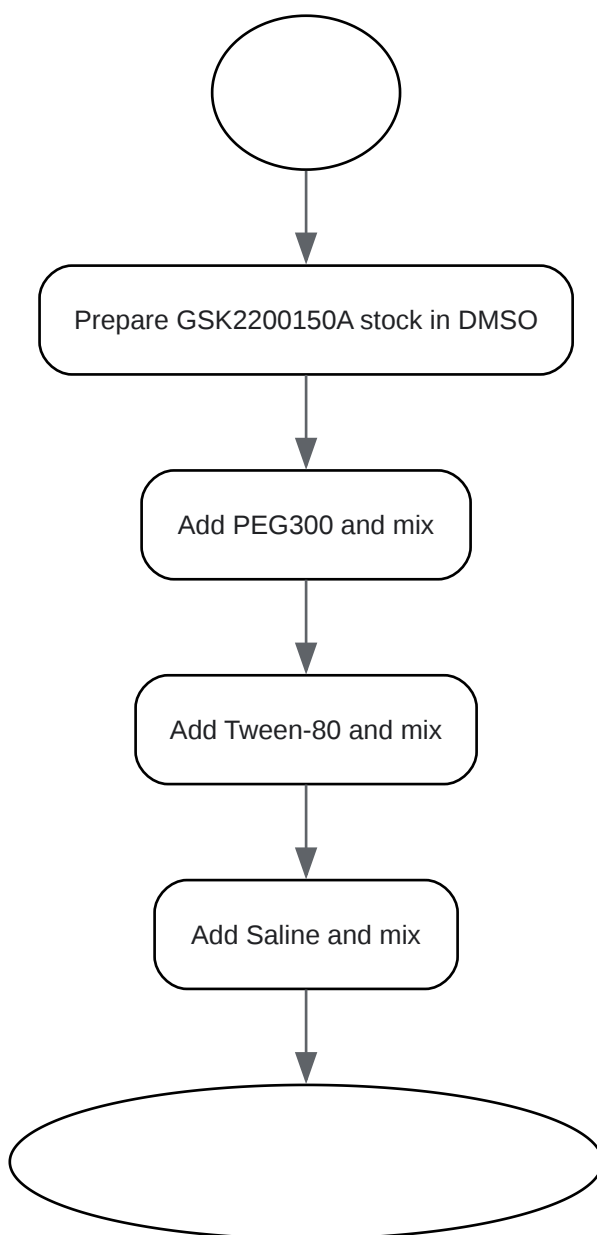 Prepare GSK2200150A stock in DMSO
Add PEG300 and mix
Add Tween-80 and mix
Add Saline and mix